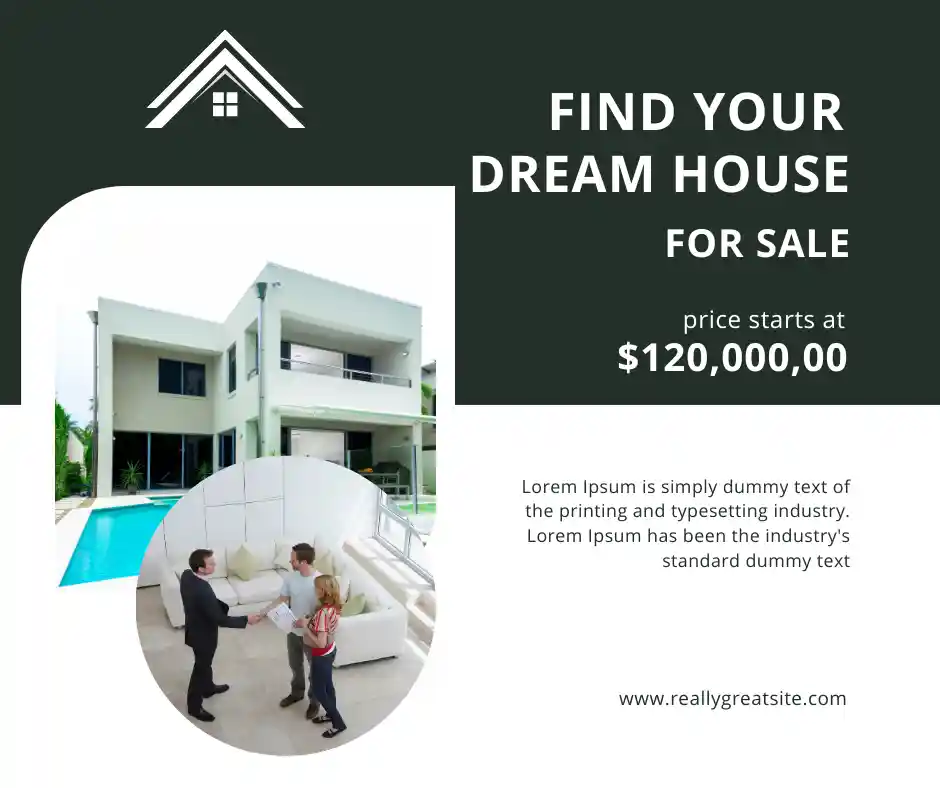 FIND YOUR
DREAM HOUSE
FOR SALE
price starts at
$120,000,00
Lorem Ipsum is simply dummy text of
the printing and typesetting industry.
Lorem Ipsum has been the industry's
standard dummy text
www.reallygreatsite.com